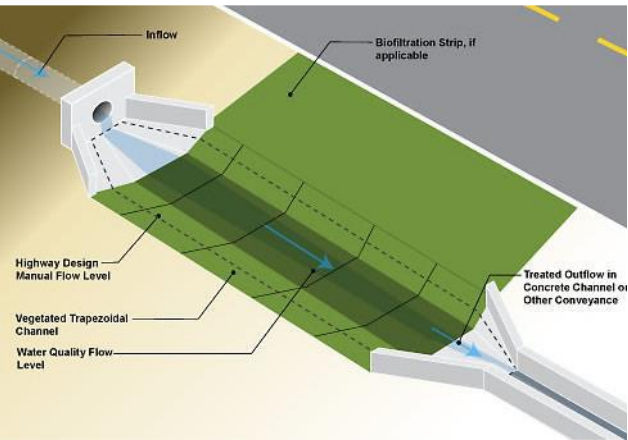 Inflow
Biofiltration Strip, if
applicable
Highway Design
Manual Flow Level
Vegetated Trapezoidal
Channel
Water Quality Flow
Level
Treated Outflow in
Concrete Channel or
Other Conveyance